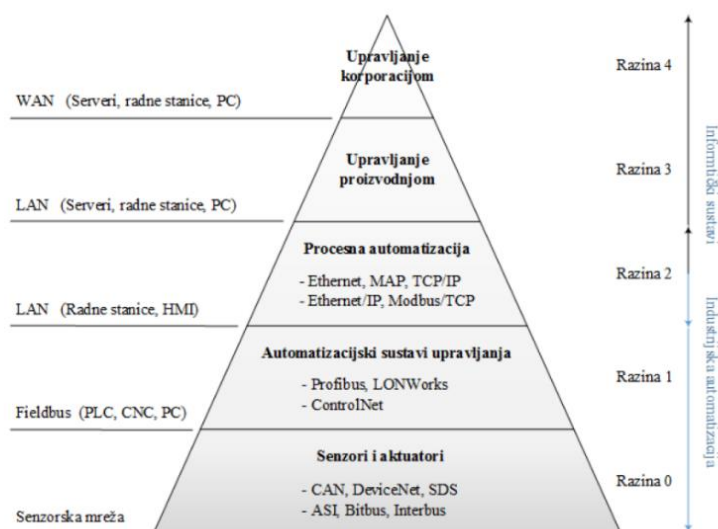 Upravljanje
korporacijom
Razina 4
WAN (Serveri, radne stanice, PC)
Upravljanje
proizvodnjom
Razina 3
LAN (Serveri, radne stanice, PC)
Procesna automatizacija
- Ethernet, MAP, TCP/IP
- Ethernet/IP, Modbus/TCP
Razina 2
LAN (Radne stanice, HMI)
Automatizacijski sustavi upravljanja
- Profibus, LONWorks
- ControlNet
Razina 1
Fieldbus (PLC, CNC, PC)
Senzori i aktuatori
- CAN, DeviceNet, SDS
- ASI, Bitbus, Interbus
Razina 0
Senzorska mreža
Informtički sustavi
Industrijska automatizacija